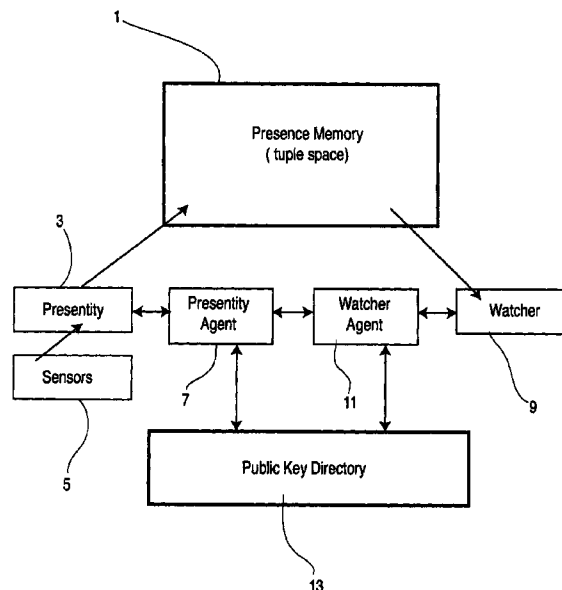 1
Presence Memory
( tuple space)
3
Presentity
Presentity
Agent
Watcher
Agent
Watcher
Sensors
7
11
9
5
Public Key Directory
13